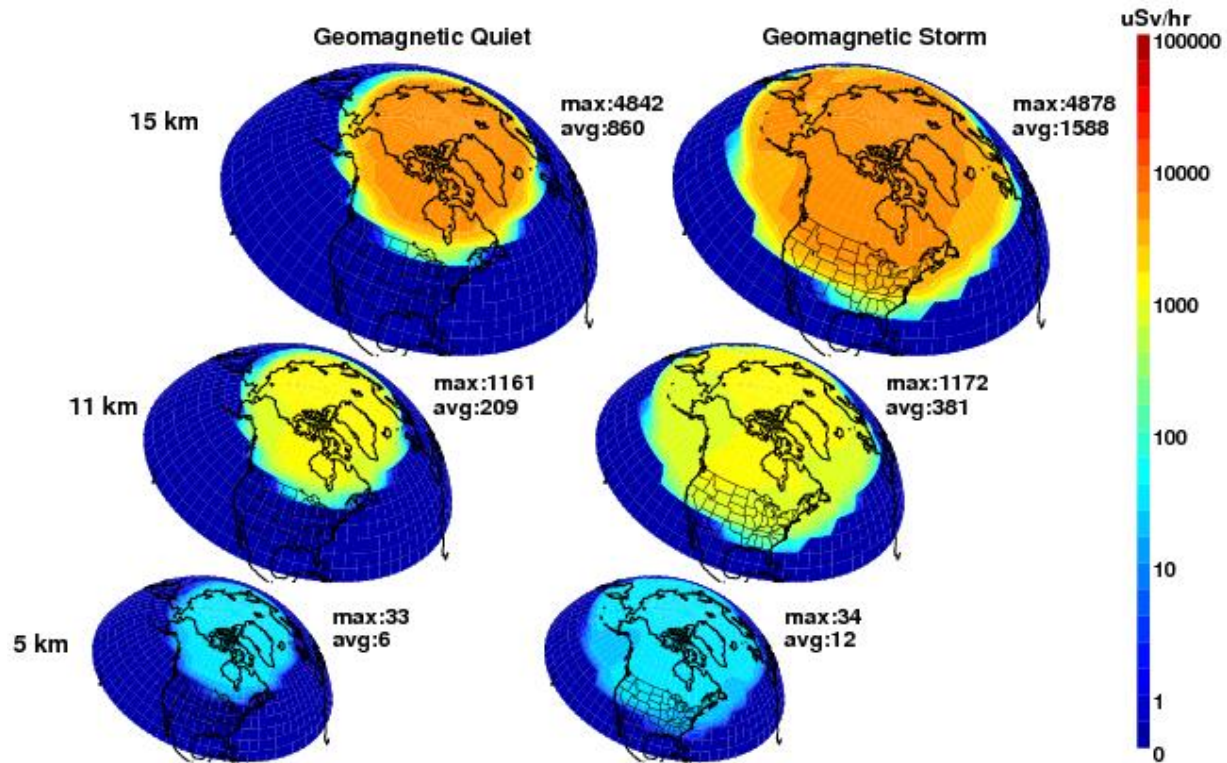 Geomagnetic Quiet
Geomagnetic Storm
uSv/hr
15 km
max:4842
avg:860
max:4878
avg:1588
11 km
max:1161
avg:209
max:1172
avg:381
5 km
max:33
avg:6
max:34
avg:12
100000
10000
1000
100
10
1
0